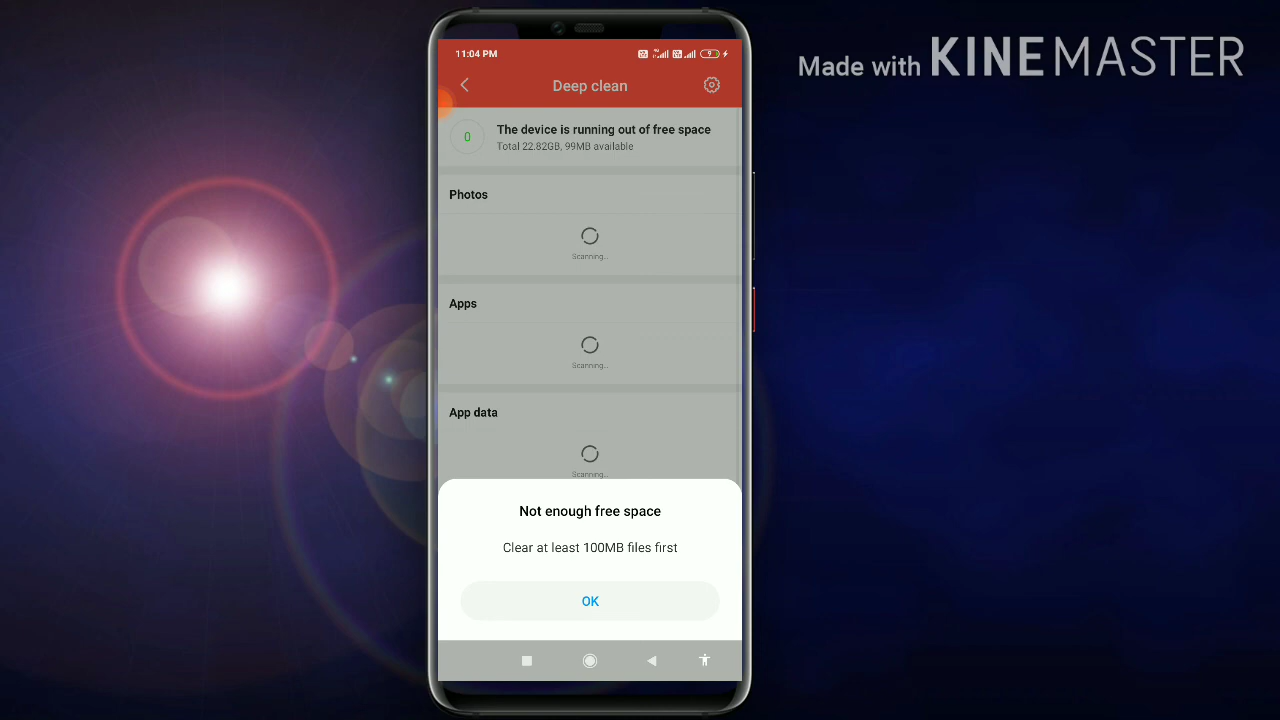 Made with KINEMASTER
11:04 PM
9
Deep clean
0
The device is running out of free space
Total 22.82GB, 99MB available
Photos
Scanning...
Apps
Scanning...
App data
Scanning...
Not enough free space
Clear at least 100MB files first
OK